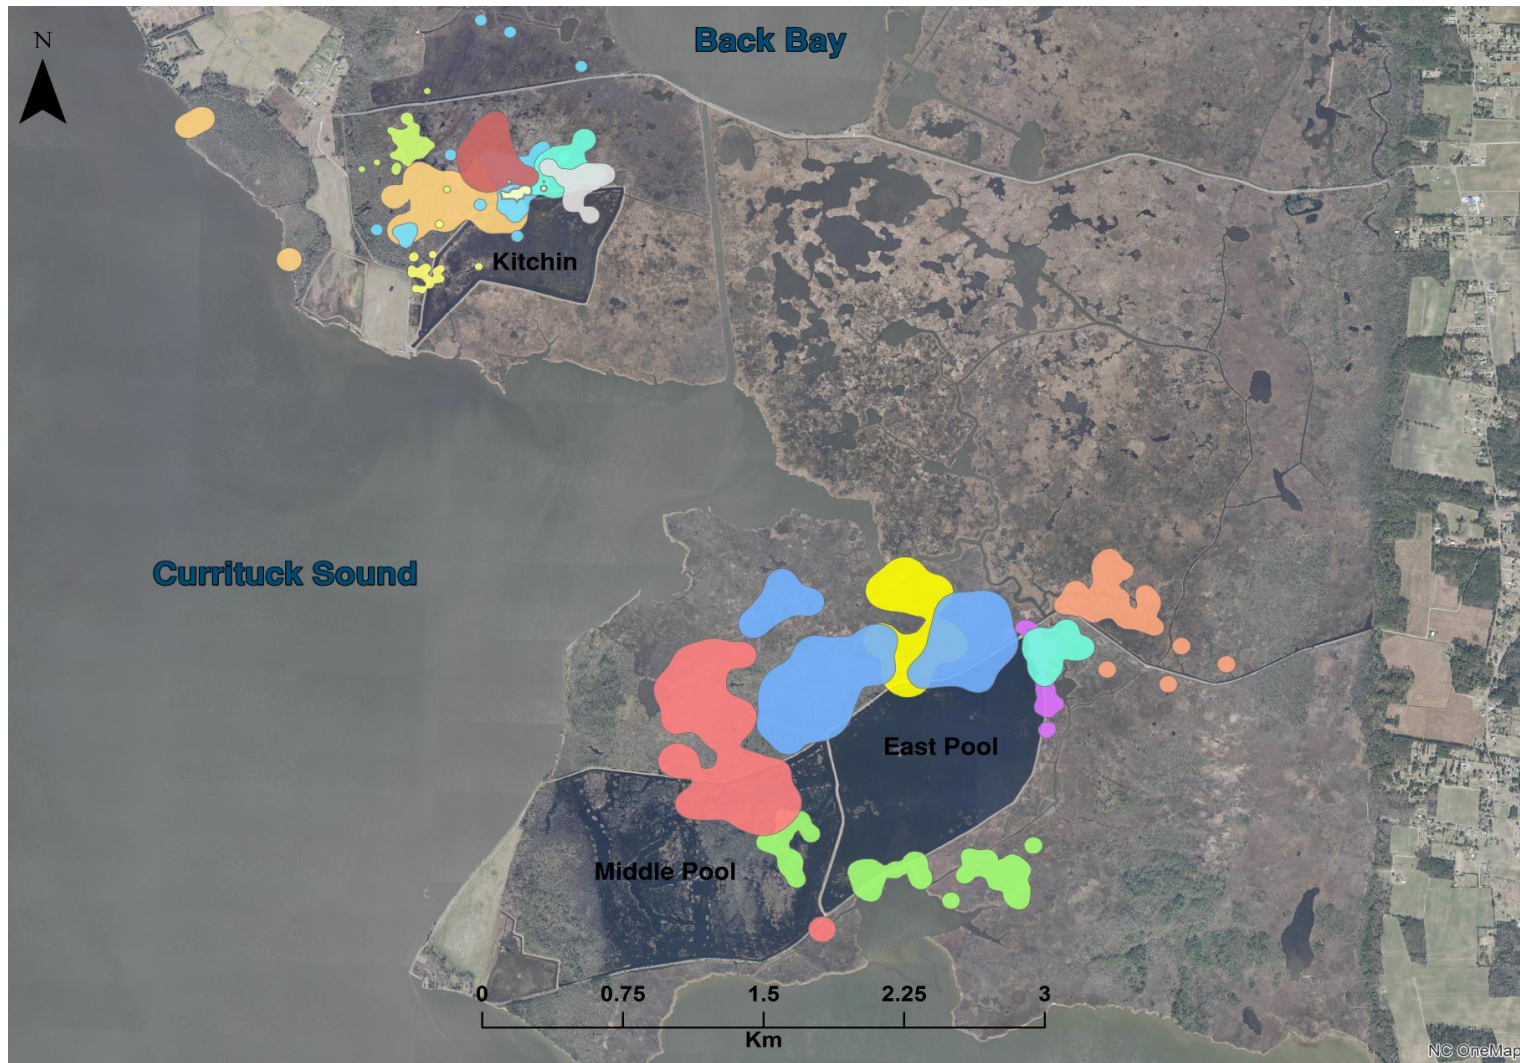 N
Back Bay
Kitchin
Currituck Sound
East Pool
Middle Pool
0 0.75 1.5 2.25 3
Km
NC OneMap